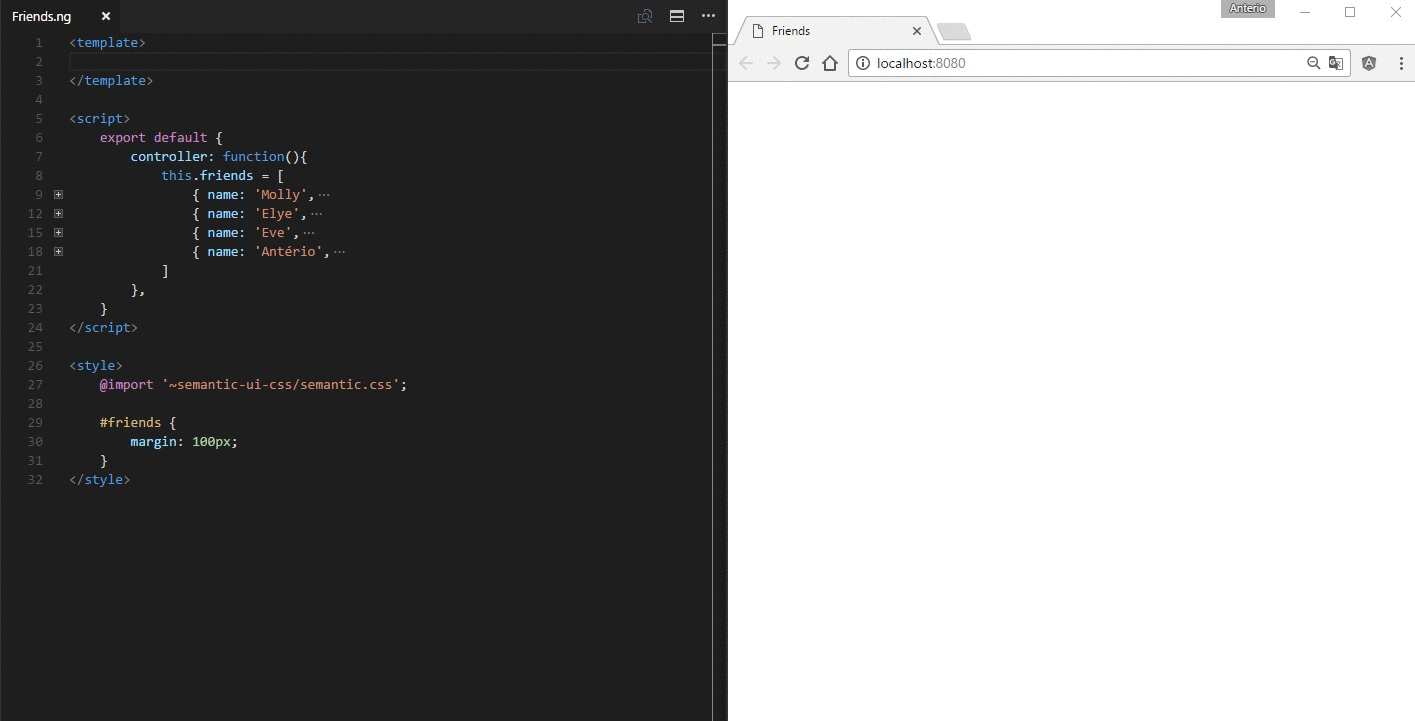 Friends.ng
1 <template>
2
3 </template>
4
5 <script>
6 export default {
7 controller: function(){
8 this.friends = [
9 { name: 'Molly',···
12 { name: 'Elye',···
15 { name: 'Eve',···
18 { name: 'Antério',···
21 ]
22 },
23 }
24 </script>
25
26 <style>
27 @import '~semantic-ui-css/semantic.css';
28
29 #friends {
30 margin: 100px;
31 }
32 </style>
Anterio
Friends
localhost:8080